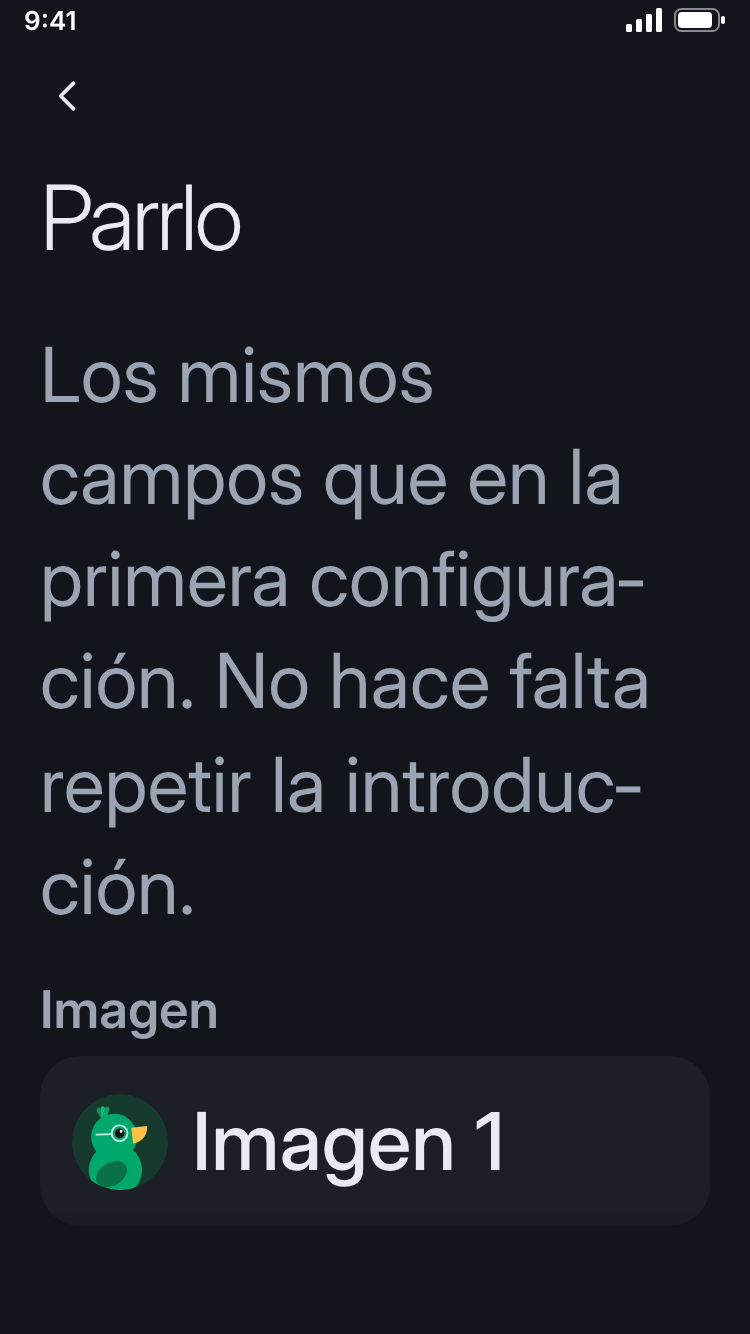 9:41
Parrlo
Los mismos
campos que en la
primera configura-
ción. No hace falta
repetir la introduc-
ción.
Imagen
Imagen 1